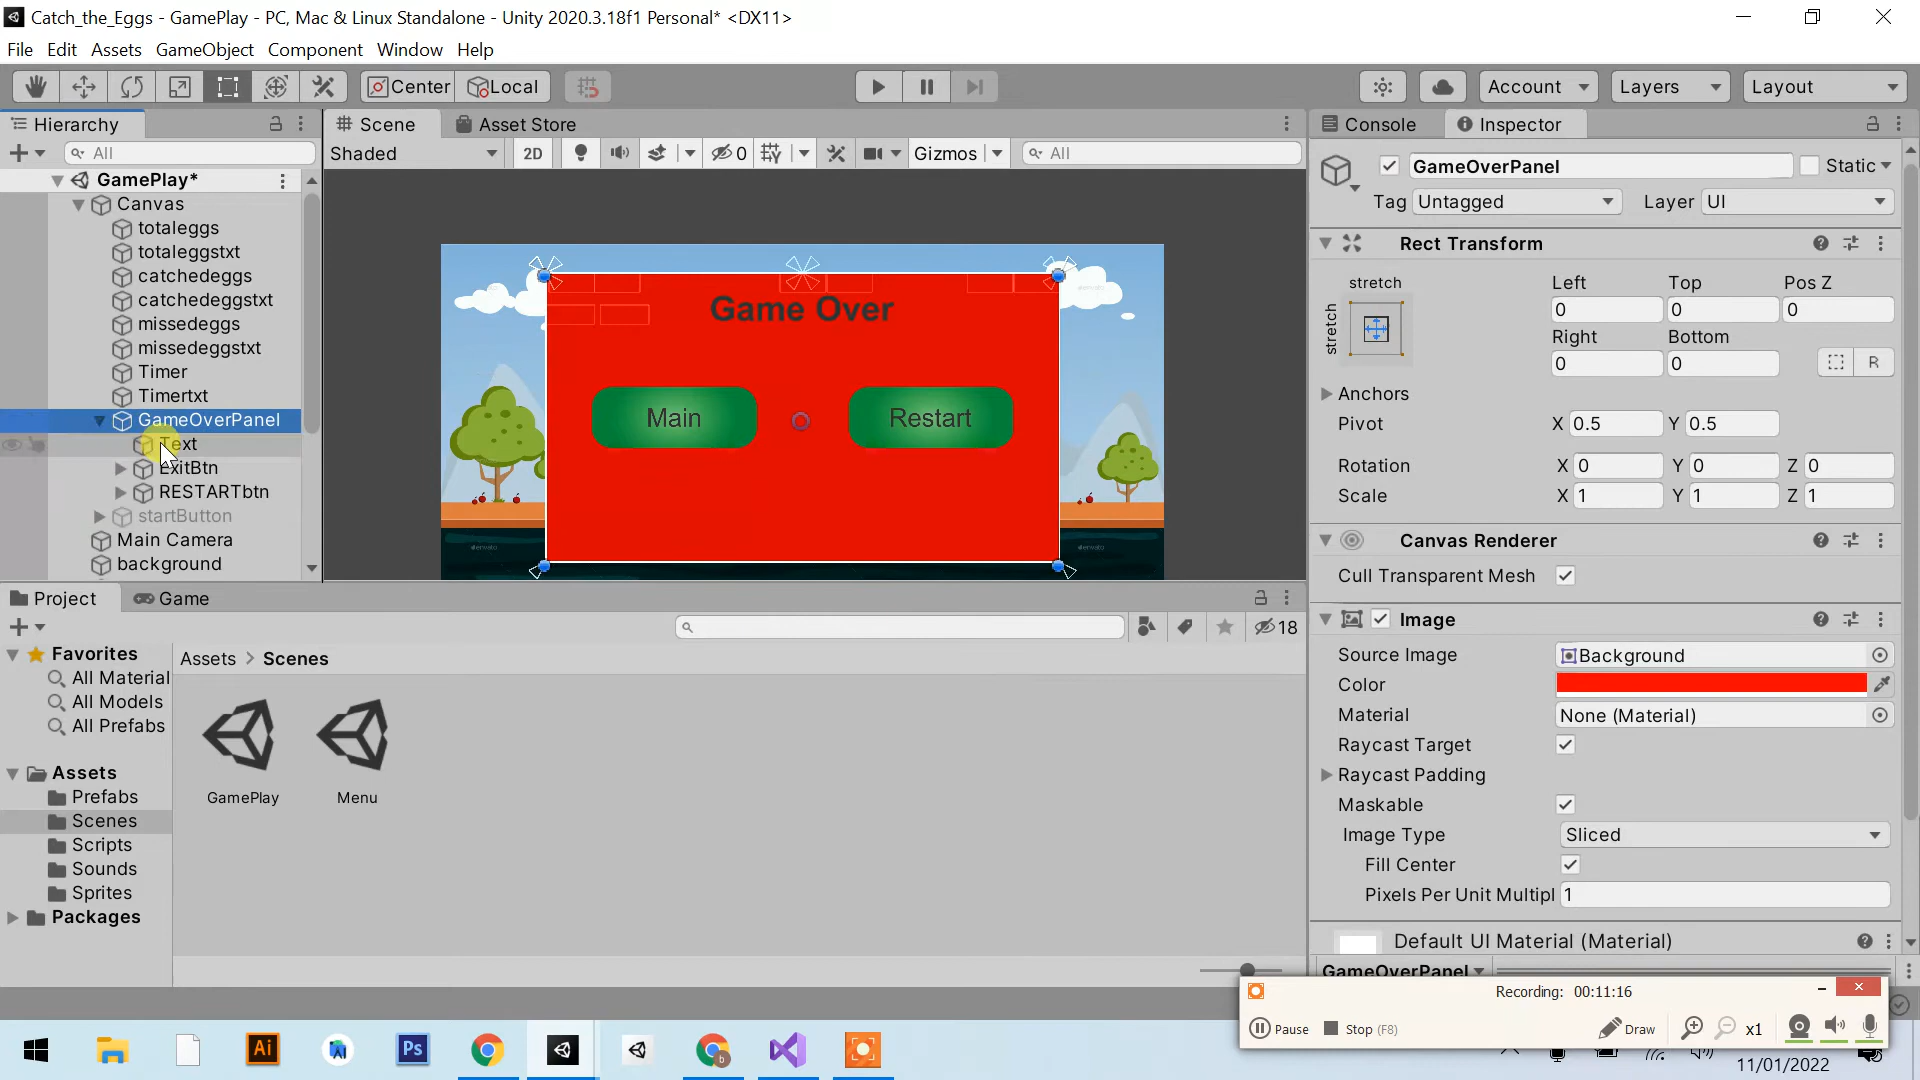 Catch_the_Eggs - GamePlay - PC, Mac & Linux Standalone - Unity 2020.3.18f1 Personal* <DX11>
File Edit Assets GameObject Component Window Help
Center Local Account Layers Layout
Hierarchy
All
GamePlay*
Canvas
totaleggs
totaleggstxt
catchedeggs
catchedeggstxt
missedeggs
missedeggstxt
Timer
Timertxt
GameOverPanel
Text
ExitBtn
RESTARTbtn
startButton
Main Camera
background
Scene Asset Store
Shaded 2D 0 Gizmos All
Game Over
Main Restart
Console Inspector
GameOverPanel Static
Tag Untagged Layer UI
Rect Transform
stretch Left Top Pos Z
stretch 0 0 0
Right Bottom
0 0 R
Anchors
Pivot X 0.5 Y 0.5
Rotation X 0 Y 0 Z 0
Scale X 1 Y 1 Z 1
Canvas Renderer
Cull Transparent Mesh
Image
Source Image Background
Color
Material None (Material)
Raycast Target
Raycast Padding
Maskable
Image Type Sliced
Fill Center
Pixels Per Unit Multipl 1
Default UI Material (Material)
GameOverPanel
Project Game
18
Favorites
All Material
All Models
All Prefabs
Assets
Prefabs
Scenes
Scripts
Sounds
Sprites
Packages
Assets > Scenes
GamePlay Menu
Recording: 00:11:16
Pause Stop (F8) Draw x1
Ai Ps b
11/01/2022